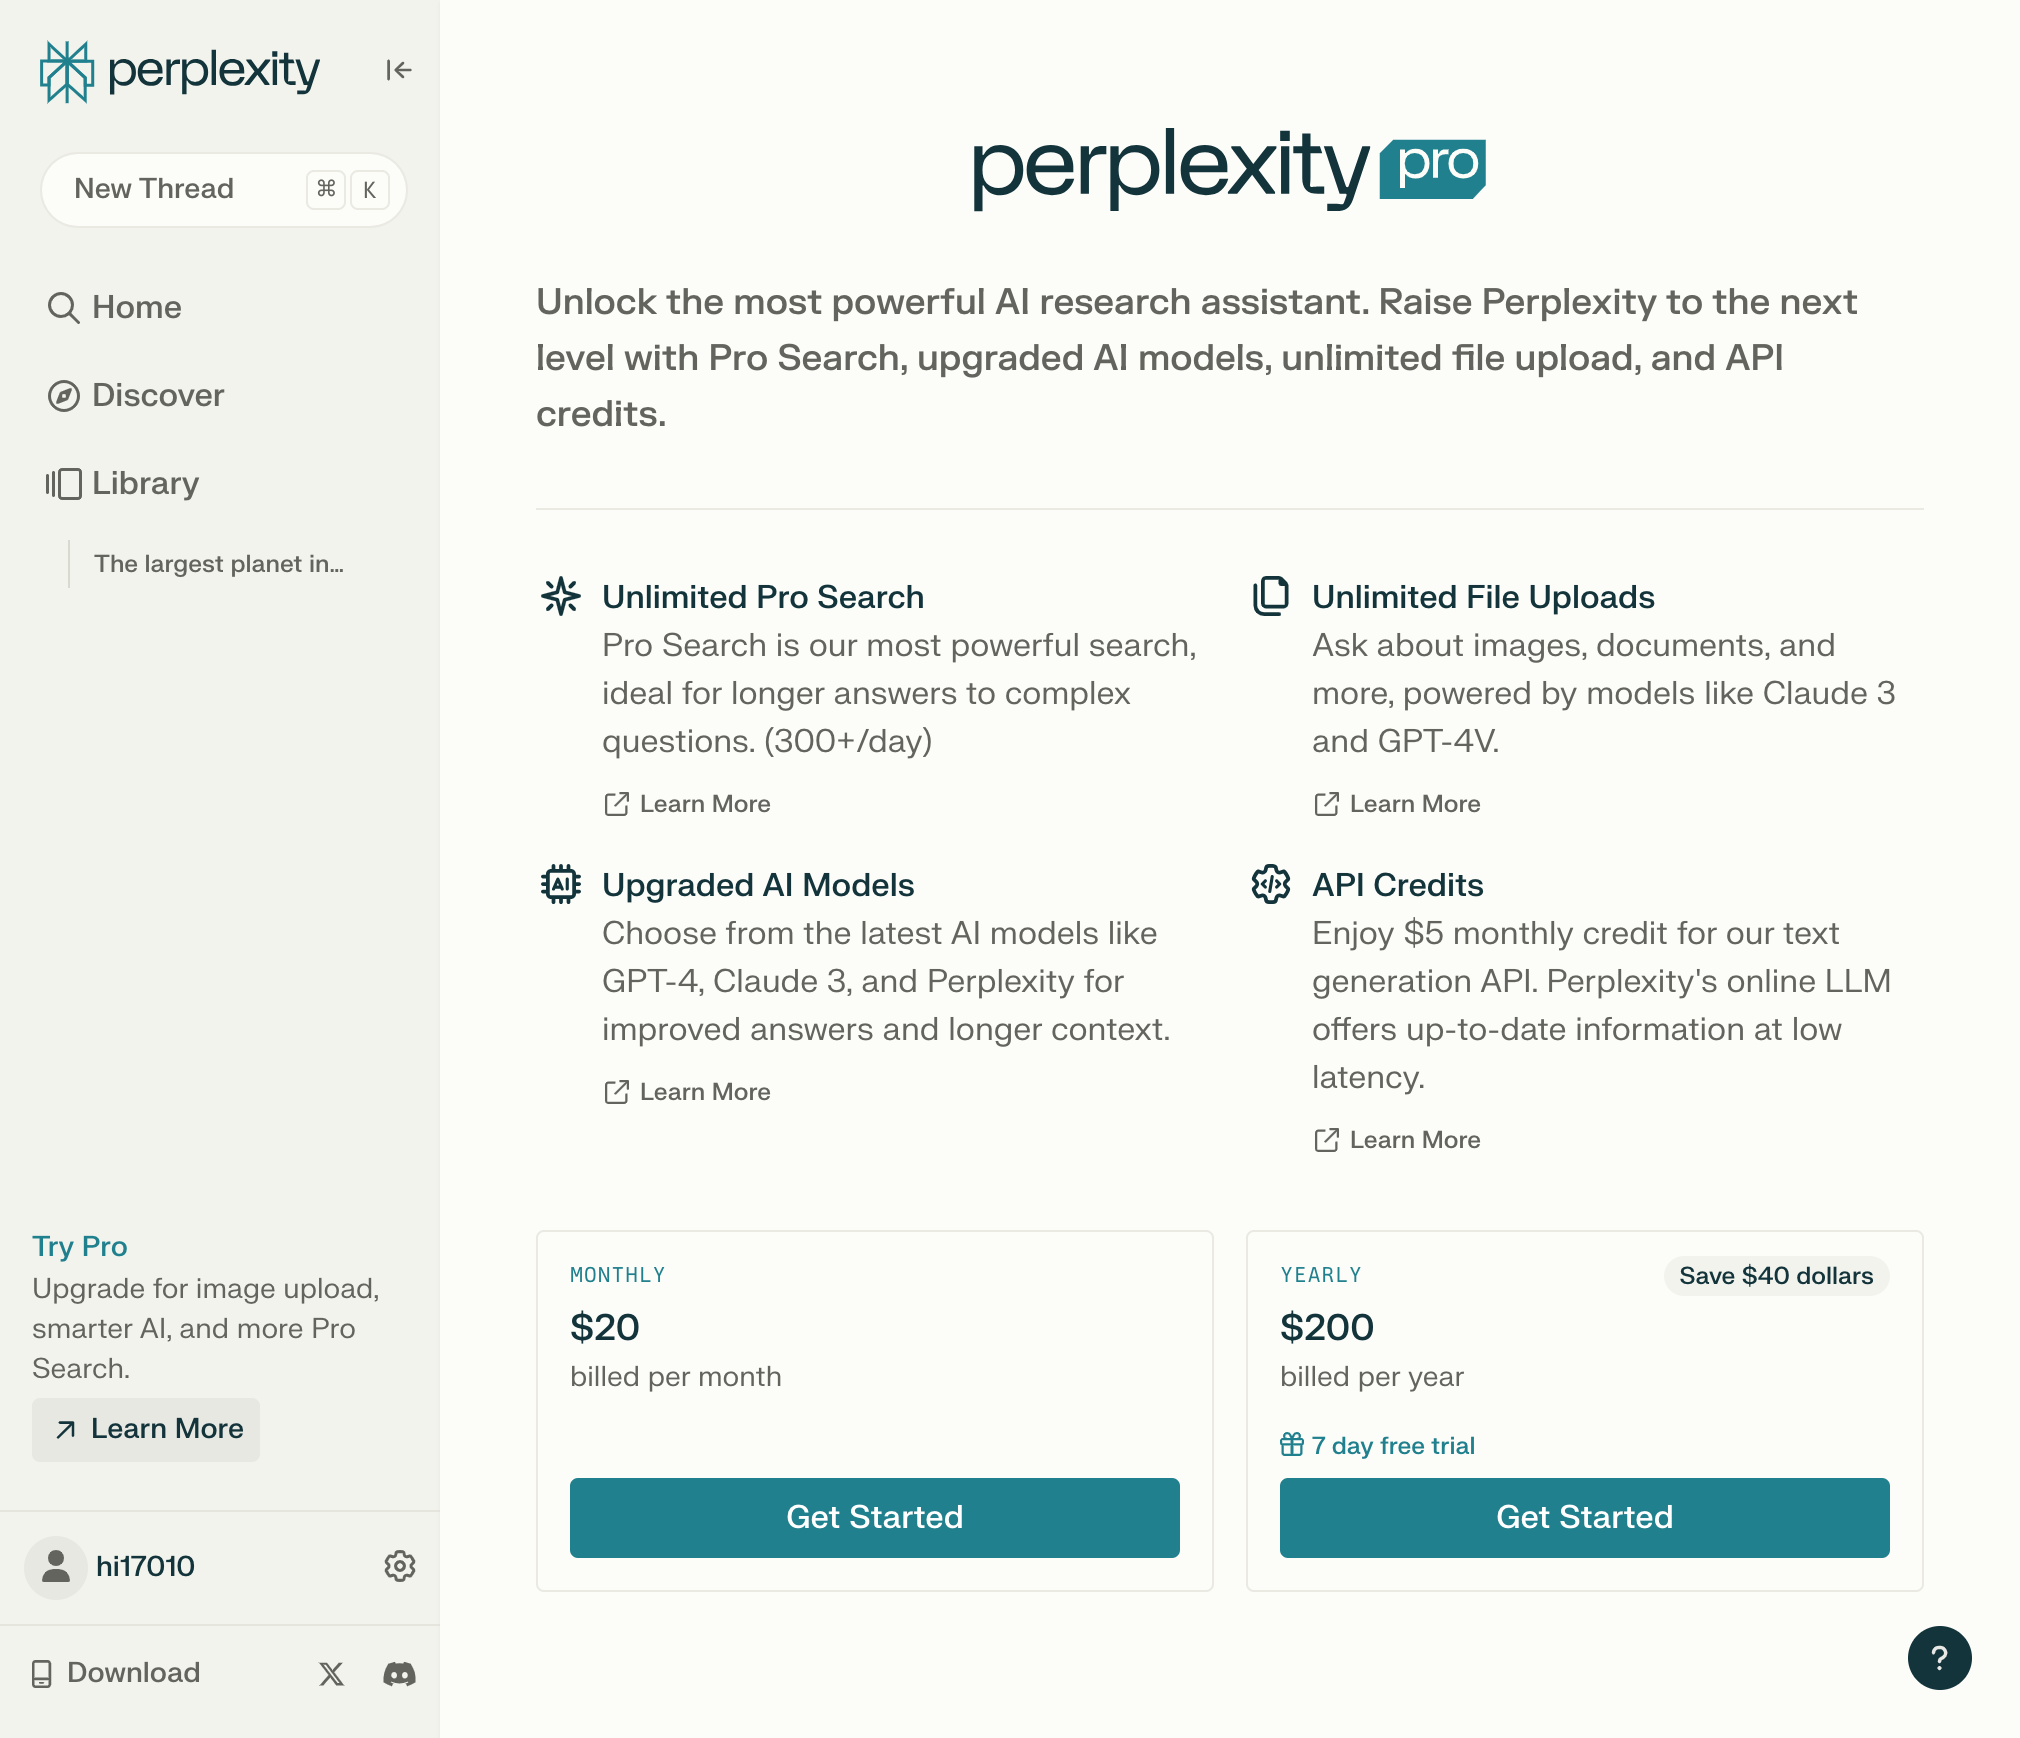 perplexity
New Thread ⌘ K
Home
Discover
Library
The largest planet in...
Try Pro
Upgrade for image upload,
smarter AI, and more Pro
Search.
Learn More
hi17010
Download
perplexity pro
Unlock the most powerful AI research assistant. Raise Perplexity to the next
level with Pro Search, upgraded AI models, unlimited file upload, and API
credits.
Unlimited Pro Search
Pro Search is our most powerful search,
ideal for longer answers to complex
questions. (300+/day)
Learn More
Unlimited File Uploads
Ask about images, documents, and
more, powered by models like Claude 3
and GPT-4V.
Learn More
AI
Upgraded AI Models
Choose from the latest AI models like
GPT-4, Claude 3, and Perplexity for
improved answers and longer context.
Learn More
API Credits
Enjoy $5 monthly credit for our text
generation API. Perplexity's online LLM
offers up-to-date information at low
latency.
Learn More
MONTHLY
$20
billed per month
Get Started
YEARLY
Save $40 dollars
$200
billed per year
7 day free trial
Get Started
?